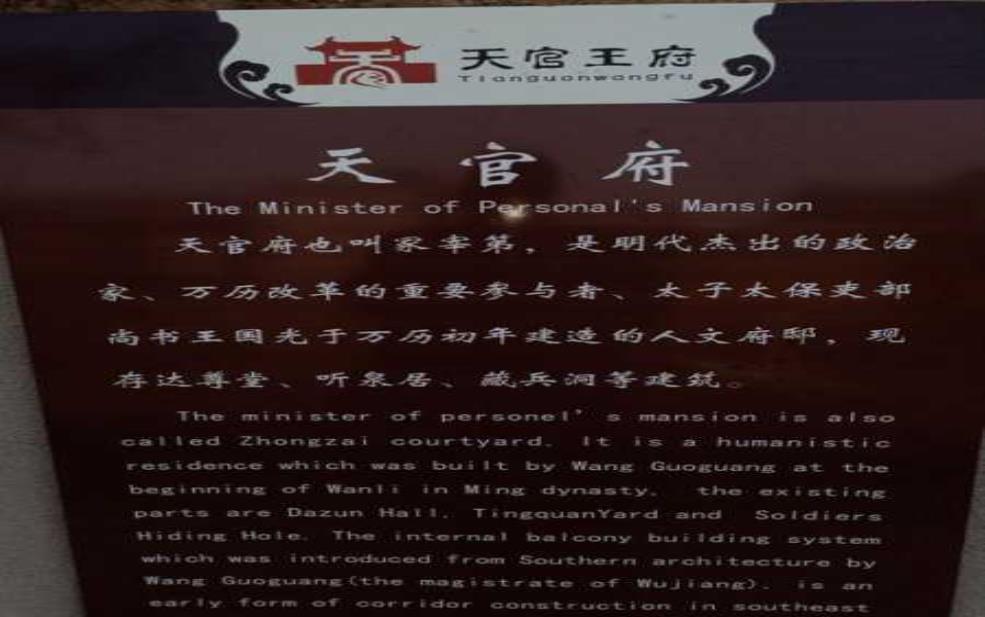 天官王府
Tianguanwangfu
天官府
The Minister of Personal's Mansion
天官府也叫冢宰第，是明代杰出的政治
家、万历改革的重要参与者、太子太保吏部
尚书王国光于万历初年建造的人文府邸，现
存达尊堂、听泉居、藏兵洞等建筑。
The minister of personel's mansion is also
called Zhongzai courtyard. It is a humanistic
residence which was built by Wang Guoguang at the
beginning of Wanli in Ming dynasty. the existing
parts are Dazun Hall, TingquanYard and Soldiers
Hiding Hole. The internal balcony building system
which was introduced from Southern architecture by
Wang Guoguang(the magistrate of Wujiang). is an
early form of corridor construction in southeast